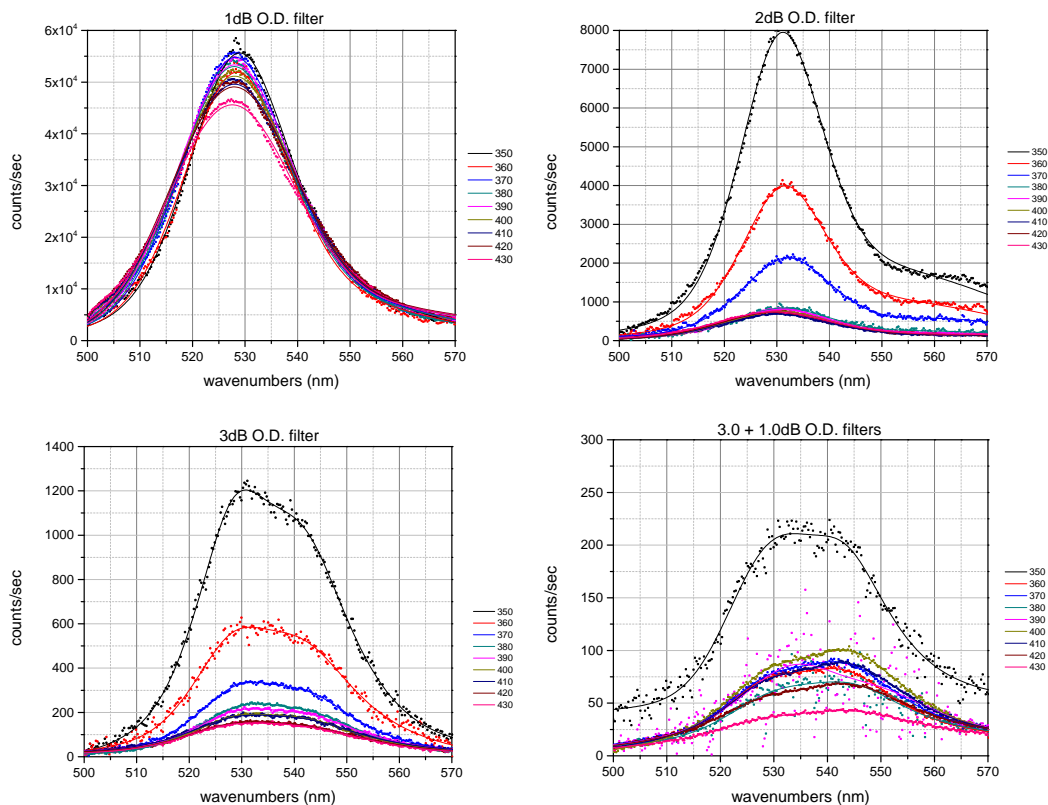 1dB O.D. filter
6x10⁴
5x10⁴
4x10⁴
3x10⁴
2x10⁴
1x10⁴
0
counts/sec
500 510 520 530 540 550 560 570
wavenumbers (nm)
350
360
370
380
390
400
410
420
430
2dB O.D. filter
8000
7000
6000
5000
4000
3000
2000
1000
0
counts/sec
500 510 520 530 540 550 560 570
wavenumbers (nm)
350
360
370
380
390
400
410
420
430
3dB O.D. filter
1400
1200
1000
800
600
400
200
0
counts/sec
500 510 520 530 540 550 560 570
wavenumbers (nm)
350
360
370
380
390
400
410
420
430
3.0 + 1.0dB O.D. filters
300
250
200
150
100
50
0
counts/sec
500 510 520 530 540 550 560 570
wavenumbers (nm)
350
360
370
380
390
400
410
420
430